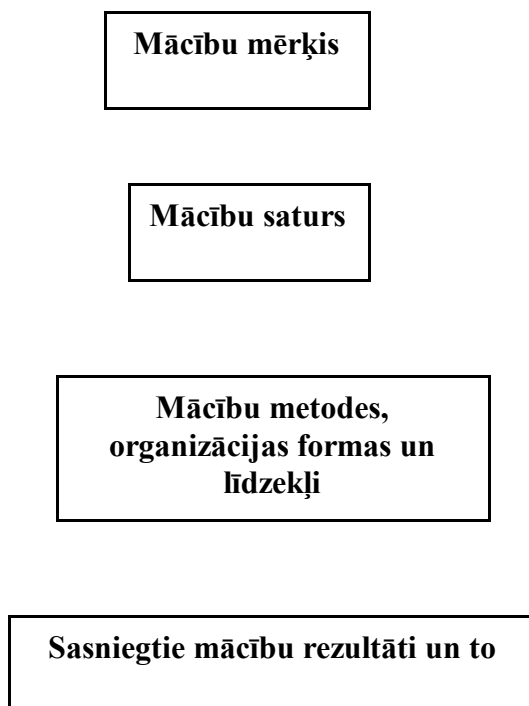 Mācību mērķis
Mācību saturs
Mācību metodes,
organizācijas formas un
līdzekļi
Sasniegtie mācību rezultāti un to